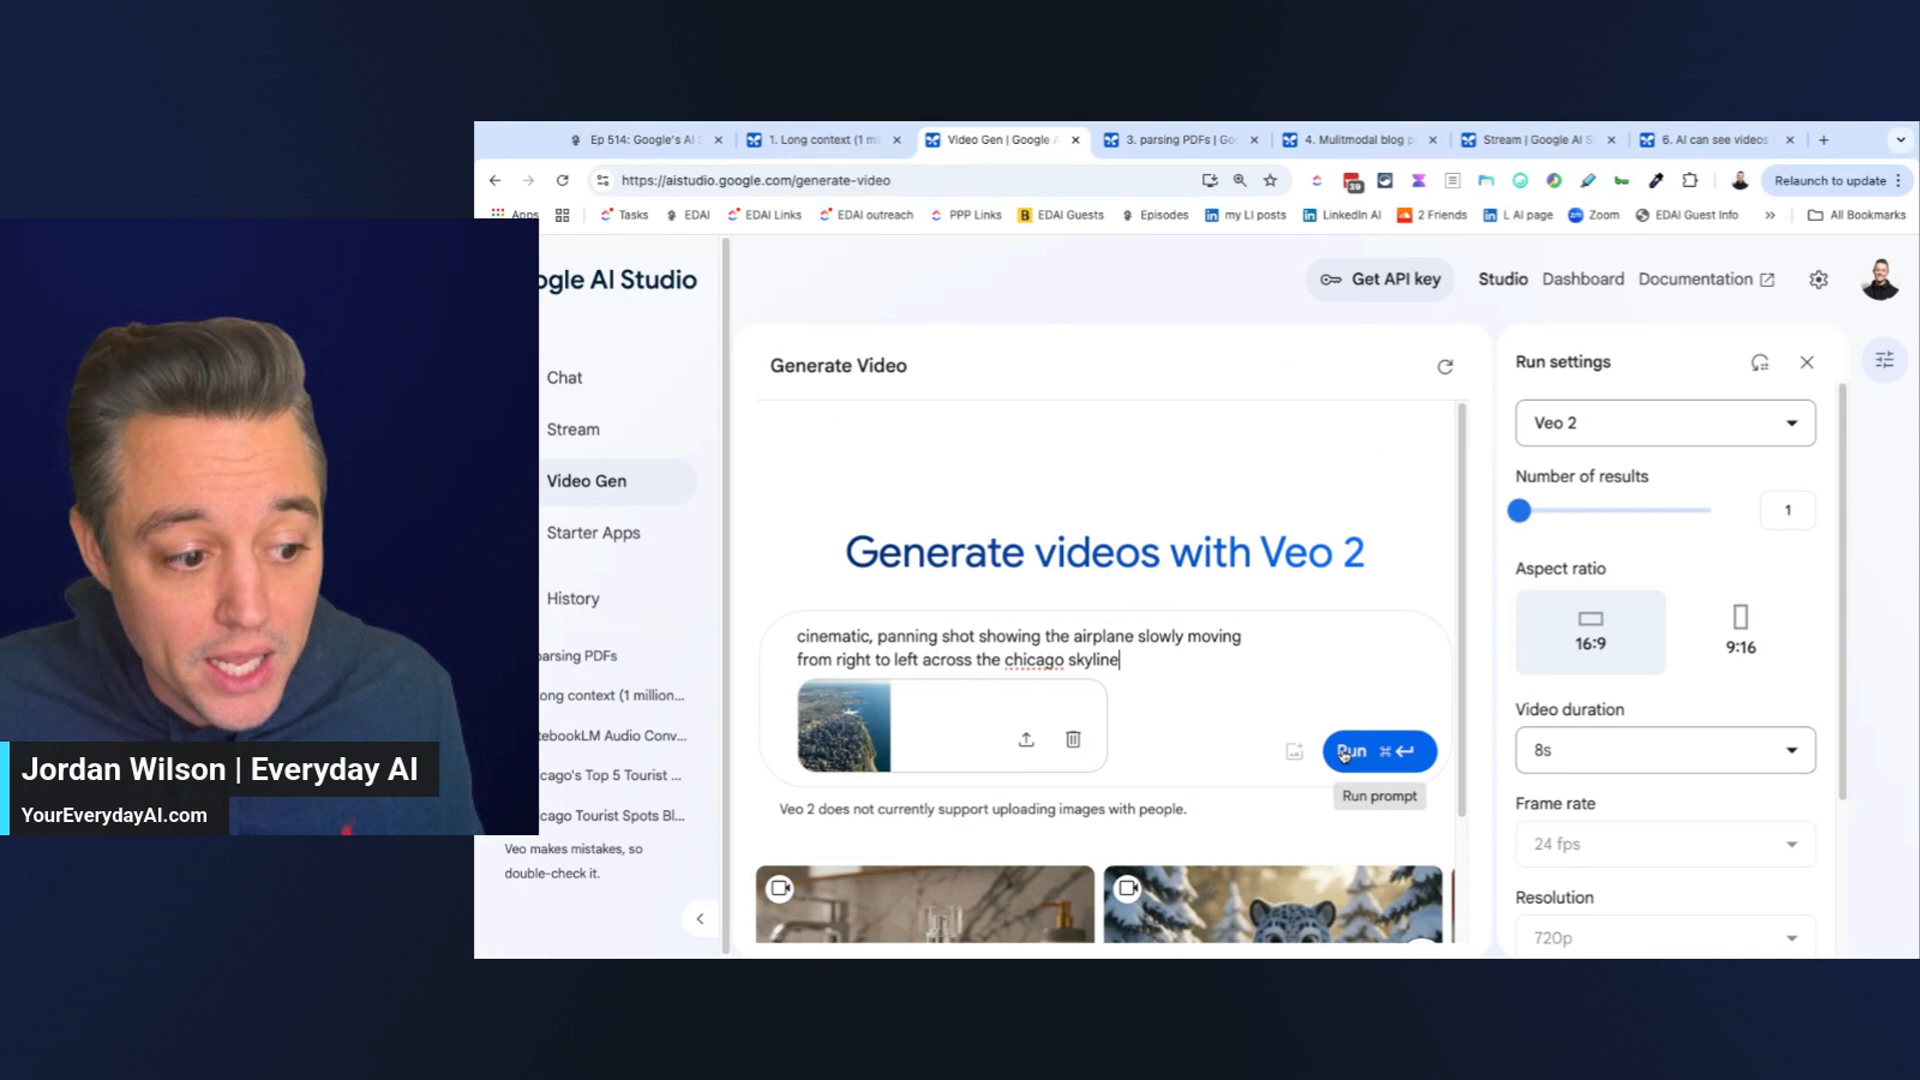 Ep 514: Google's AI
1. Long context (1 mi
Video Gen | Google A
3. parsing PDFs | Go
4. Mulitmodal blog p
Stream | Google AI S
6. AI can see videos
https://aistudio.google.com/generate-video
39
bw
Relaunch to update
Apps
Tasks
EDAI
EDAI Links
EDAI outreach
PPP Links
B EDAI Guests
Episodes
my LI posts
LinkedIn AI
2 Friends
L AI page
Zoom
EDAI Guest Info
All Bookmarks
ogle AI Studio
Get API key
Studio
Dashboard
Documentation
Chat
Stream
Video Gen
Starter Apps
History
parsing PDFs
ong context (1 million...
tebookLM Audio Conv...
cago's Top 5 Tourist ...
cago Tourist Spots Bl...
Veo makes mistakes, so
double-check it.
Generate Video
Generate videos with Veo 2
cinematic, panning shot showing the airplane slowly moving
from right to left across the chicago skyline
Run
Run prompt
Veo 2 does not currently support uploading images with people.
Run settings
Veo 2
Number of results
1
Aspect ratio
16:9
9:16
Video duration
8s
Frame rate
24 fps
Resolution
720p
Jordan Wilson | Everyday AI
YourEverydayAI.com